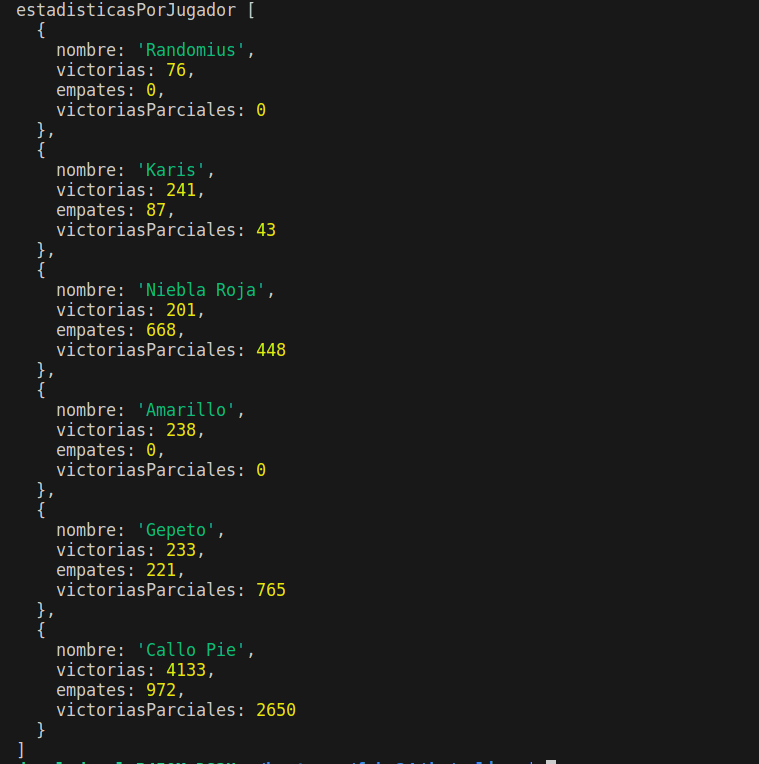 estadisticasPorJugador [
{
nombre: 'Randomius',
victorias: 76,
empates: 0,
victoriasParciales: 0
},
{
nombre: 'Karis',
victorias: 241,
empates: 87,
victoriasParciales: 43
},
{
nombre: 'Niebla Roja',
victorias: 201,
empates: 668,
victoriasParciales: 448
},
{
nombre: 'Amarillo',
victorias: 238,
empates: 0,
victoriasParciales: 0
},
{
nombre: 'Gepeto',
victorias: 233,
empates: 221,
victoriasParciales: 765
},
{
nombre: 'Callo Pie',
victorias: 4133,
empates: 972,
victoriasParciales: 2650
}
]